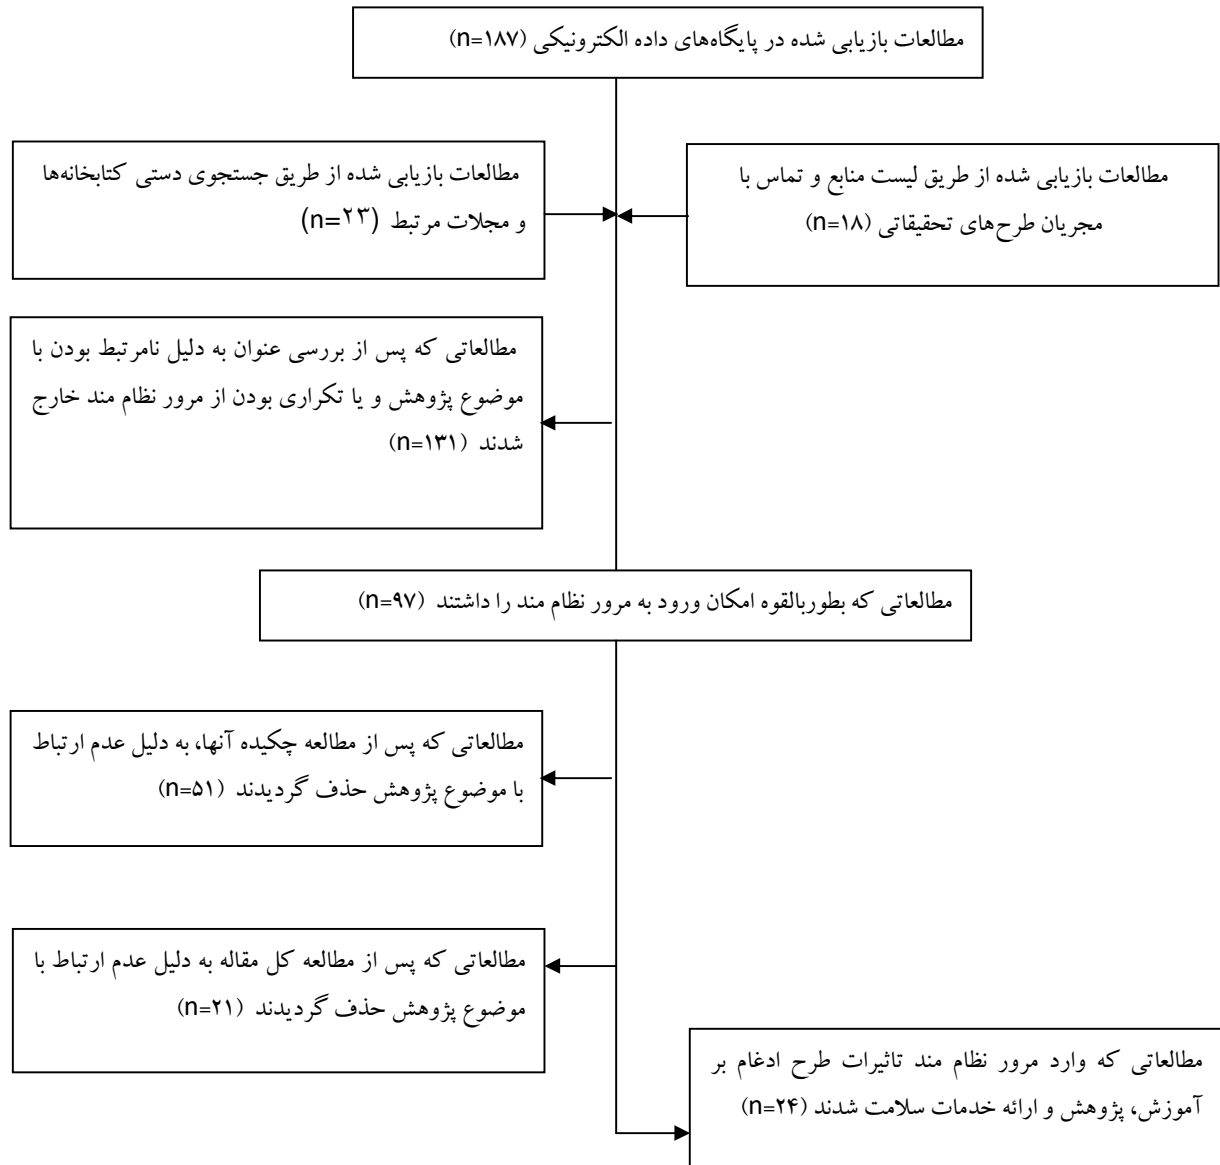 مطالعات بازیابی شده در پایگاه‌های داده الکترونیکی (n=۱۸۷)
مطالعات بازیابی شده از طریق لیست منابع و تماس با
مجریان طرح‌های تحقیقاتی (n=۱۸)
مطالعات بازیابی شده از طریق جستجوی دستی کتابخانه‌ها
و مجلات مرتبط (n=۲۳)
مطالعاتی که پس از بررسی عنوان به دلیل نامرتبط بودن با
موضوع پژوهش و یا تکراری بودن از مرور نظام مند خارج
شدند (n=۱۳۱)
مطالعاتی که بطوربالقوه امکان ورود به مرور نظام مند را داشتند (n=۹۷)
مطالعاتی که پس از مطالعه چکیده آنها، به دلیل عدم ارتباط
با موضوع پژوهش حذف گردیدند (n=۵۱)
مطالعاتی که پس از مطالعه کل مقاله به دلیل عدم ارتباط با
موضوع پژوهش حذف گردیدند (n=۲۱)
مطالعاتی که وارد مرور نظام مند تاثیرات طرح ادغام بر
آموزش، پژوهش و ارائه خدمات سلامت شدند (n=۲۴)